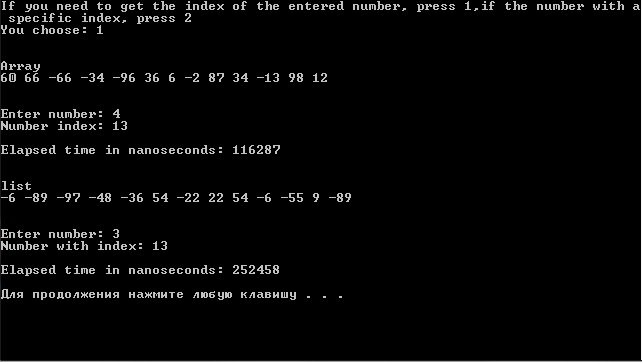 If you need to get the index of the entered number, press 1,if the number with a
 specific index, press 2
You choose: 1
Array
60 66 -66 -34 -96 36 6 -2 87 34 -13 98 12
Enter number: 4
Number index: 13
Elapsed time in nanoseconds: 116287
list
-6 -89 -97 -48 -36 54 -22 22 54 -6 -55 9 -89
Enter number: 3
Number with index: 13
Elapsed time in nanoseconds: 252458
Для продолжения нажмите любую клавишу . . .